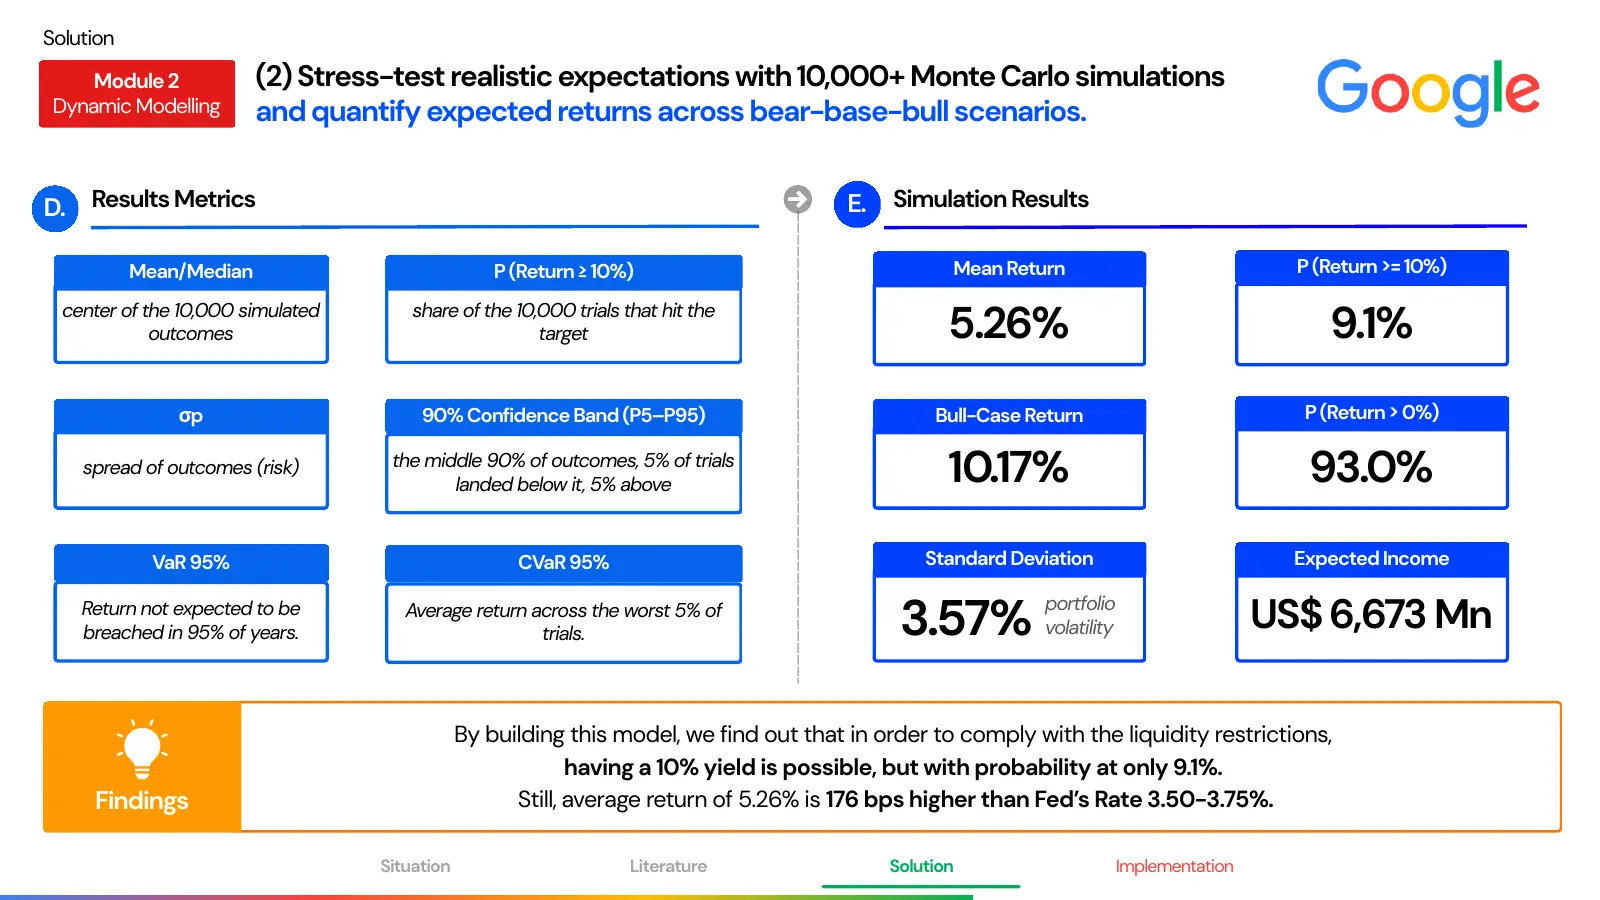 Solution
Module 2
Dynamic Modelling
(2) Stress-test realistic expectations with 10,000+ Monte Carlo simulations
and quantify expected returns across bear-base-bull scenarios.
Google
D.
Results Metrics
Mean/Median
center of the 10,000 simulated
outcomes
P (Return ≥ 10%)
share of the 10,000 trials that hit the
target
σp
spread of outcomes (risk)
90% Confidence Band (P5–P95)
the middle 90% of outcomes, 5% of trials
landed below it, 5% above
VaR 95%
Return not expected to be
breached in 95% of years.
CVaR 95%
Average return across the worst 5% of
trials.
E.
Simulation Results
Mean Return
5.26%
P (Return >= 10%)
9.1%
Bull-Case Return
10.17%
P (Return > 0%)
93.0%
Standard Deviation
3.57%
portfolio
volatility
Expected Income
US$ 6,673 Mn
Findings
By building this model, we find out that in order to comply with the liquidity restrictions,
having a 10% yield is possible, but with probability at only 9.1%.
Still, average return of 5.26% is 176 bps higher than Fed's Rate 3.50-3.75%.
Situation
Literature
Solution
Implementation